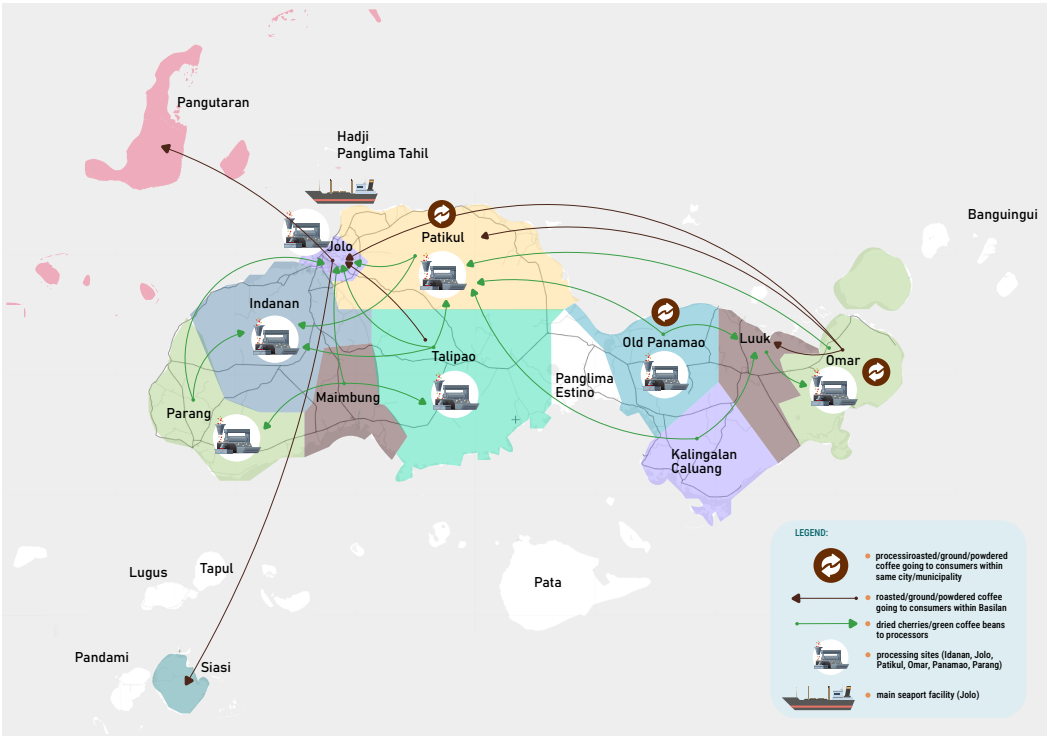 Pangutaran
Hadji
Panglima Tahil
Banguingui
Jolo
Patikul
Indanan
Old Panamao
Luuk
Talipao
Omar
Panglima
Estino
Maimbung
Parang
Kalingalan
Caluang
Lugus
Tapul
Pata
Pandami
Siasi
LEGEND:
processiroasted/ground/powdered
coffee going to consumers within
same city/municipality
roasted/ground/powdered coffee
going to consumers within Basilan
dried cherries/green coffee beans
to processors
processing sites (Idanan, Jolo,
Patikul, Omar, Panamao, Parang)
main seaport facility (Jolo)